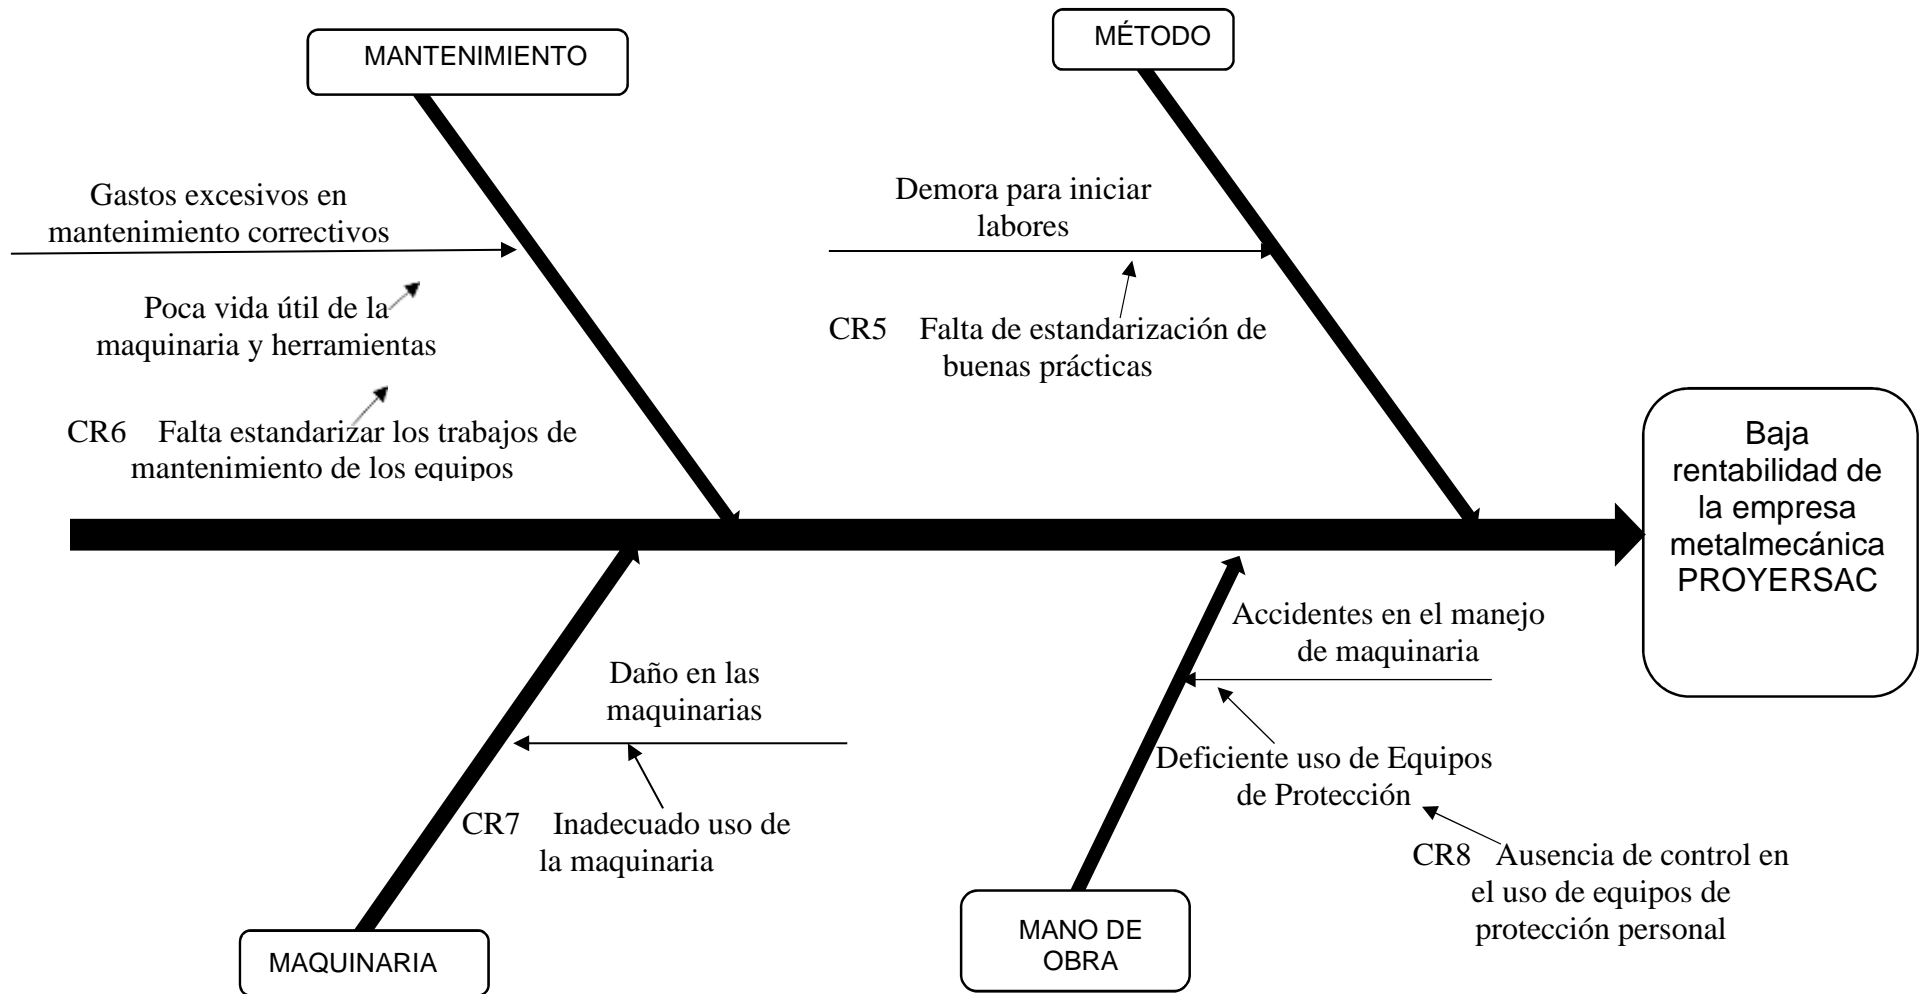 MANTENIMIENTO
MÉTODO
Gastos excesivos en
mantenimiento correctivos
Poca vida útil de la
maquinaria y herramientas
CR6 Falta estandarizar los trabajos de
mantenimiento de los equipos
Demora para iniciar
labores
CR5 Falta de estandarización de
buenas prácticas
Baja
rentabilidad de
la empresa
metalmecánica
PROYERSAC
Daño en las
maquinarias
CR7 Inadecuado uso de
la maquinaria
MAQUINARIA
Accidentes en el manejo
de maquinaria
Deficiente uso de Equipos
de Protección
CR8 Ausencia de control en
el uso de equipos de
protección personal
MANO DE
OBRA